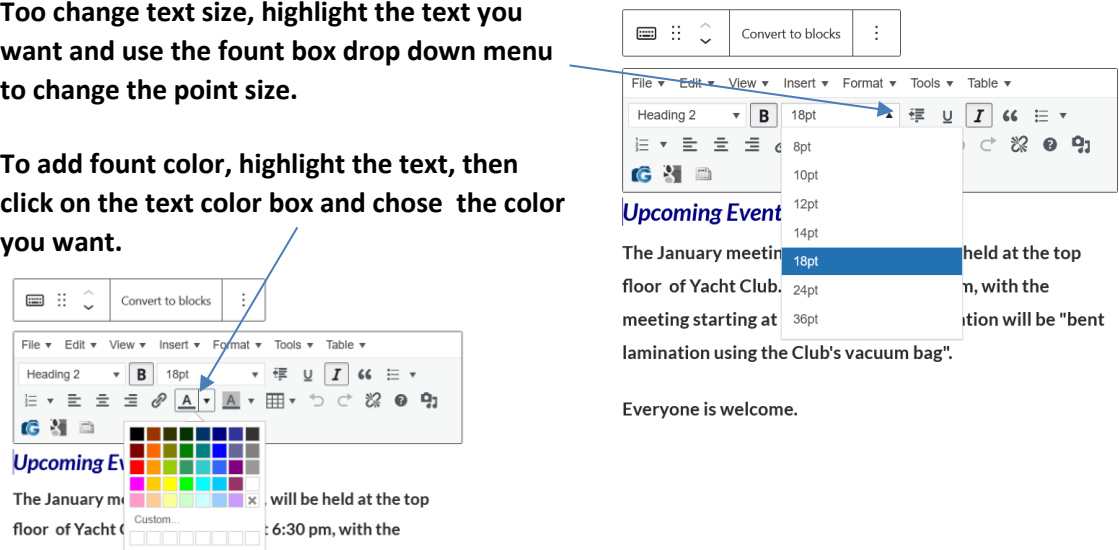 Too change text size, highlight the text you
want and use the fount box drop down menu
to change the point size.
To add fount color, highlight the text, then
click on the text color box and chose  the color
you want.
Convert to blocks
File Edit View Insert Format Tools Table
Heading 2 B 18pt U I
A A
Upcoming Ev
The January me will be held at the top
Custom...
floor of Yacht 6:30 pm, with the
Convert to blocks
File Edit View Insert Format Tools Table
Heading 2 B 18pt U I
8pt
10pt
12pt
Upcoming Event
14pt
The January meetin held at the top
18pt
floor of Yacht Club. m, with the
24pt
meeting starting at tion will be "bent
36pt
lamination using the Club's vacuum bag".
Everyone is welcome.